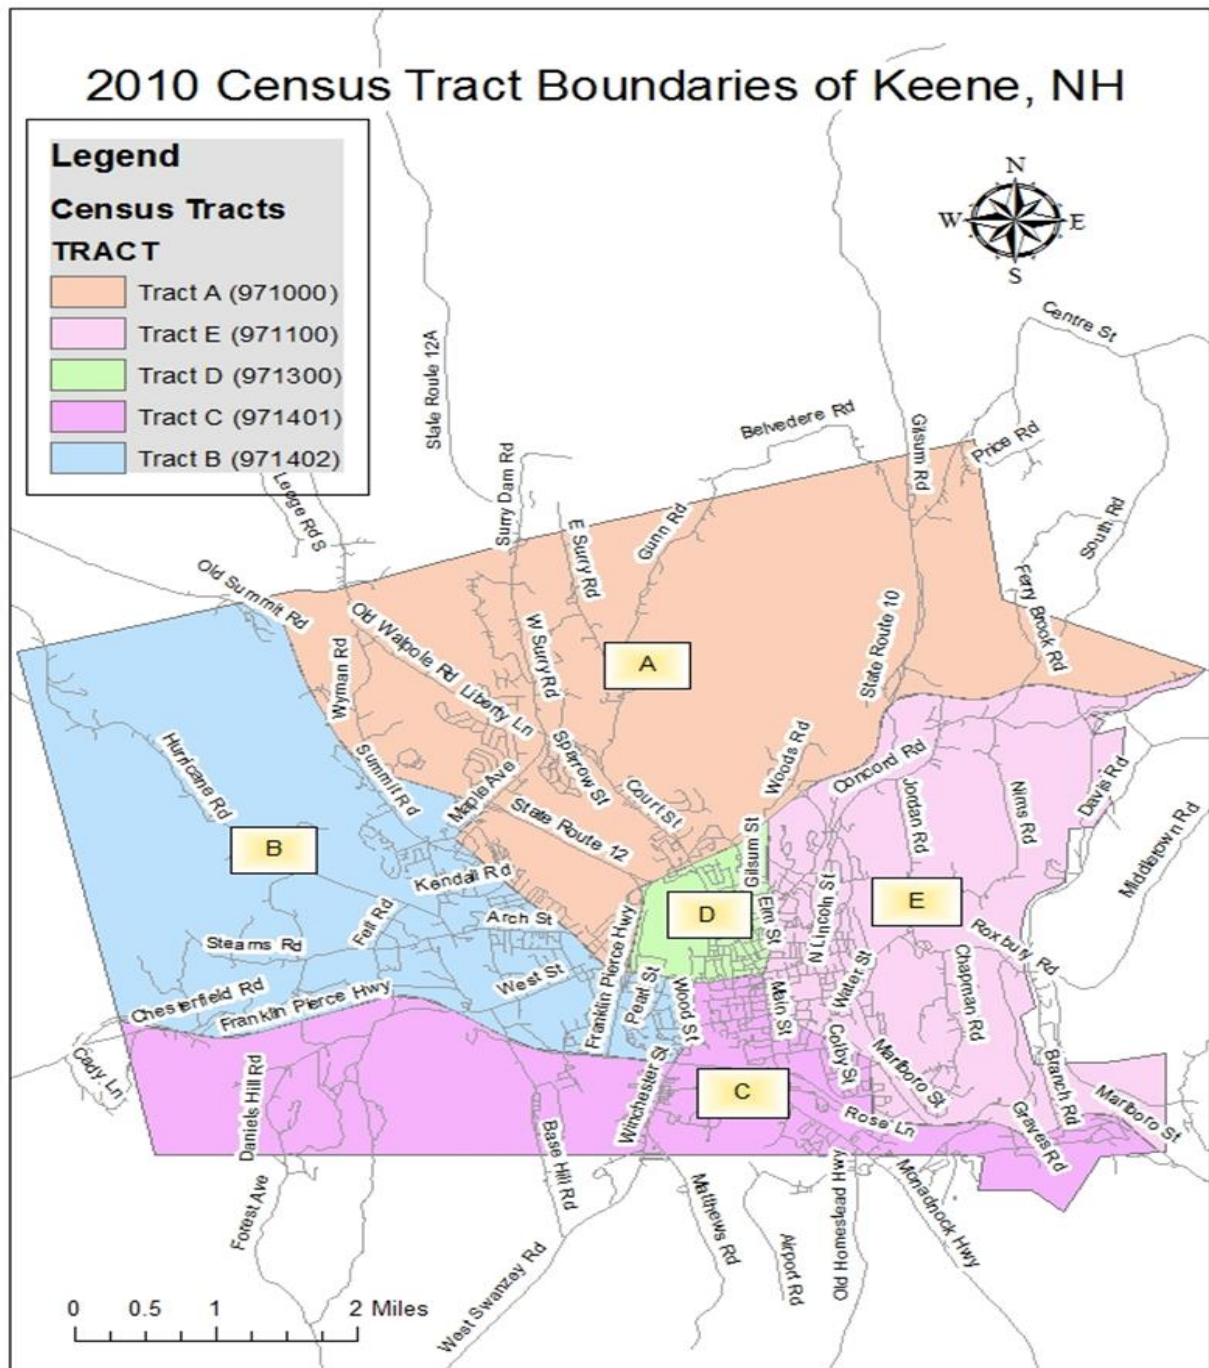 2010 Census Tract Boundaries of Keene, NH
Legend
Census Tracts
TRACT
Tract A (971000)
Tract E (971100)
Tract D (971300)
Tract C (971401)
Tract B (971402)
N
W
E
S
Centre St
State Route 12A
Belvedere Rd
Gilsum Rd
Price Rd
Ledge Rd S
Surry Dam Rd
E Surry Rd
Gunn Rd
South Rd
Old Summit Rd
Ferry Brook Rd
Old Walpole Rd
Liberty Ln
W Surry Rd
A
State Route 10
Wyman Rd
Hurricane Rd
Summit Rd
Maple Ave
Sparrow St
Court St
Woods Rd
Concord Rd
Jordan Rd
Nims Rd
Davis Rd
Middletown Rd
State Route 12
B
Gilsum St
Kendall Rd
D
Elm St
N Lincoln St
E
Felt Rd
Arch St
Stearns Rd
Roxbury Rd
Chapman Rd
Franklin Pierce Hwy
West St
Pearl St
Wood St
Main St
Water St
Chesterfield Rd
Franklin Pierce Hwy
Cady Ln
Daniels Hill Rd
Winchester St
Colby St
Marlboro St
Branch Rd
Marlboro St
C
Rose Ln
Graves Rd
Base Hill Rd
Forest Ave
Matthews Rd
Airport Rd
Old Homestead Hwy
Monadnock Hwy
West Swanzey Rd
0 0.5 1 2 Miles